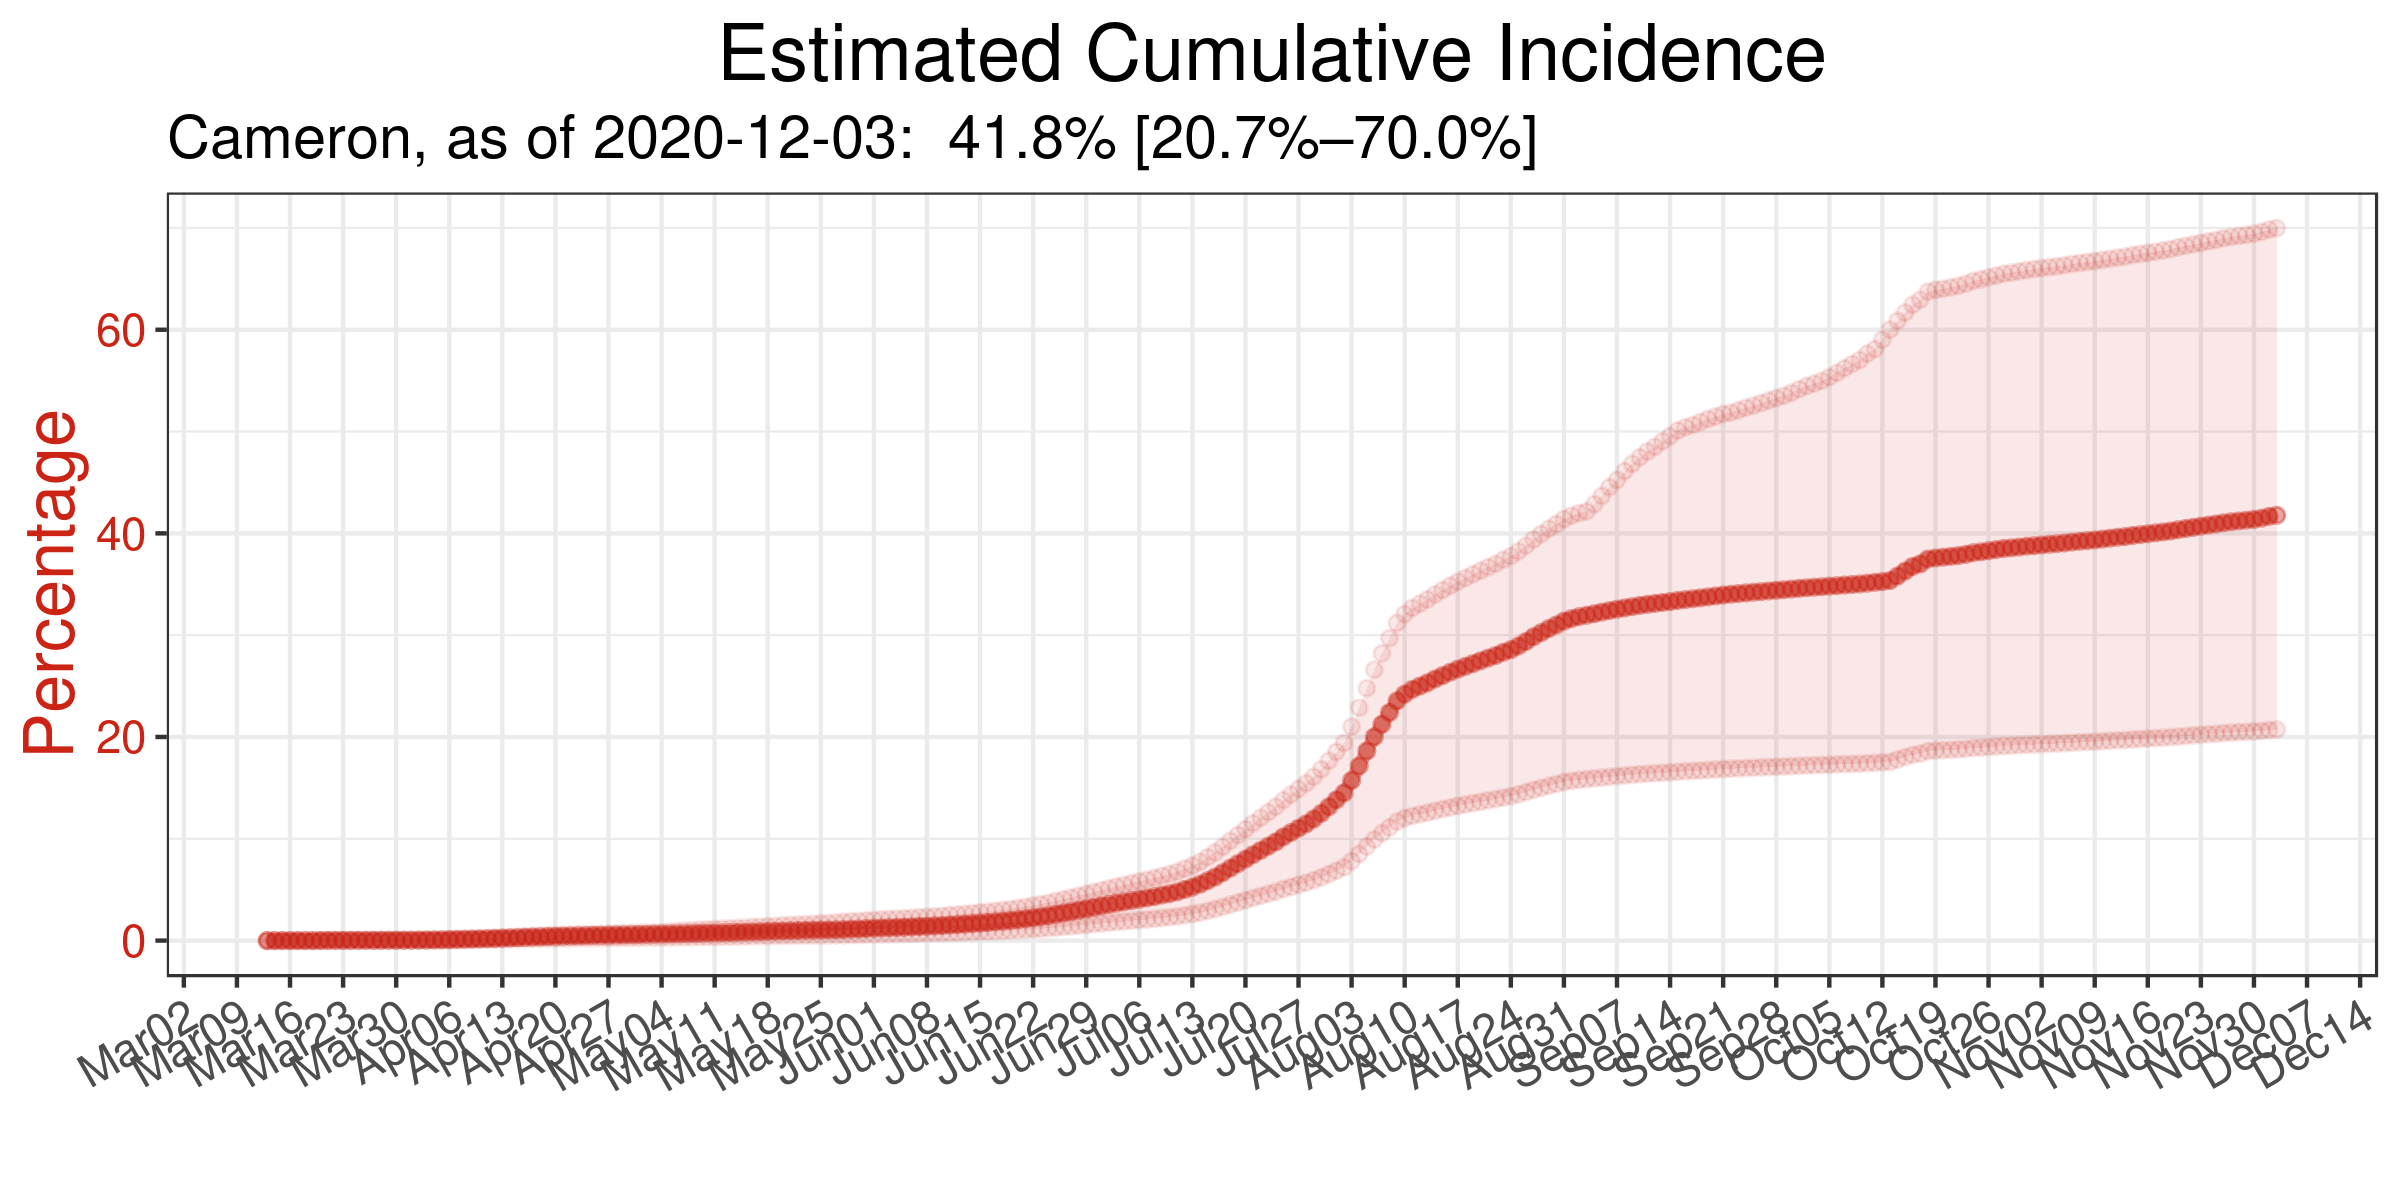 Estimated Cumulative Incidence
Cameron, as of 2020-12-03:  41.8% [20.7%–70.0%]
Percentage
60
40
20
0
Mar02
Mar09
Mar16
Mar23
Mar30
Apr06
Apr13
Apr20
Apr27
May04
May11
May18
May25
Jun01
Jun08
Jun15
Jun22
Jun29
Jul06
Jul13
Jul20
Jul27
Aug03
Aug10
Aug17
Aug24
Aug31
Sep07
Sep14
Sep21
Sep28
Oct05
Oct12
Oct19
Oct26
Nov02
Nov09
Nov16
Nov23
Nov30
Dec07
Dec14